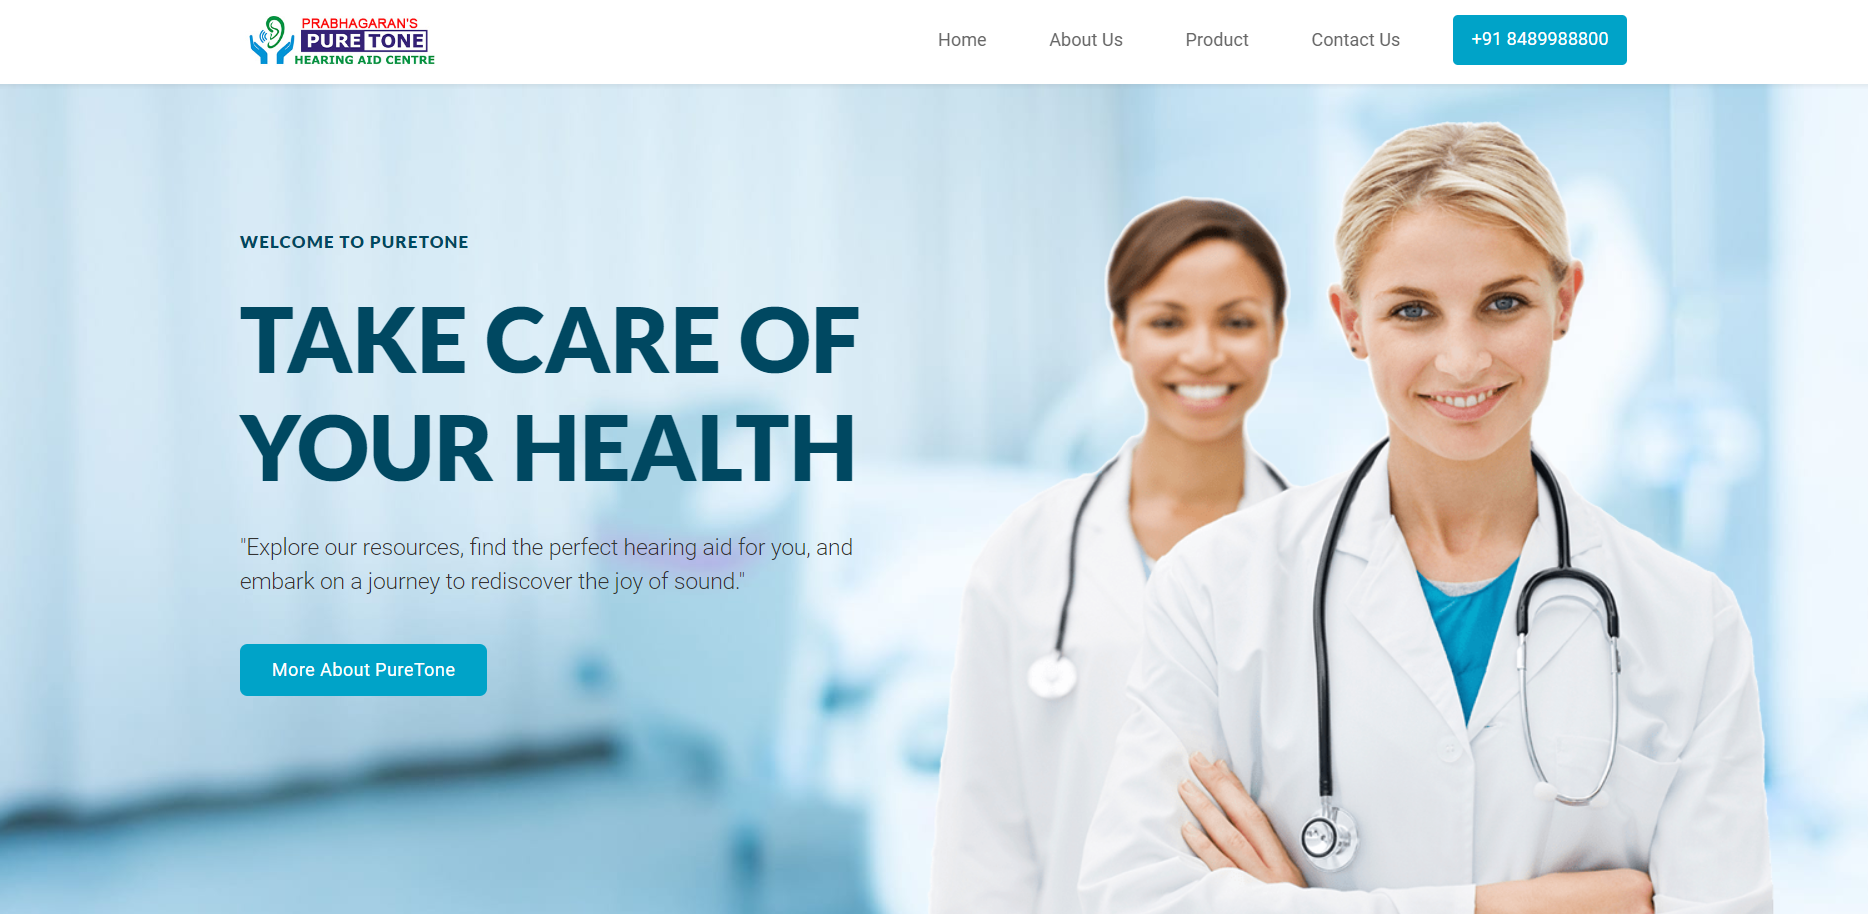 PRABHAGARAN'S
PURE TONE
HEARING AID CENTRE
Home
About Us
Product
Contact Us
+91 8489988800
WELCOME TO PURETONE
TAKE CARE OF
YOUR HEALTH
"Explore our resources, find the perfect hearing aid for you, and
embark on a journey to rediscover the joy of sound."
More About PureTone